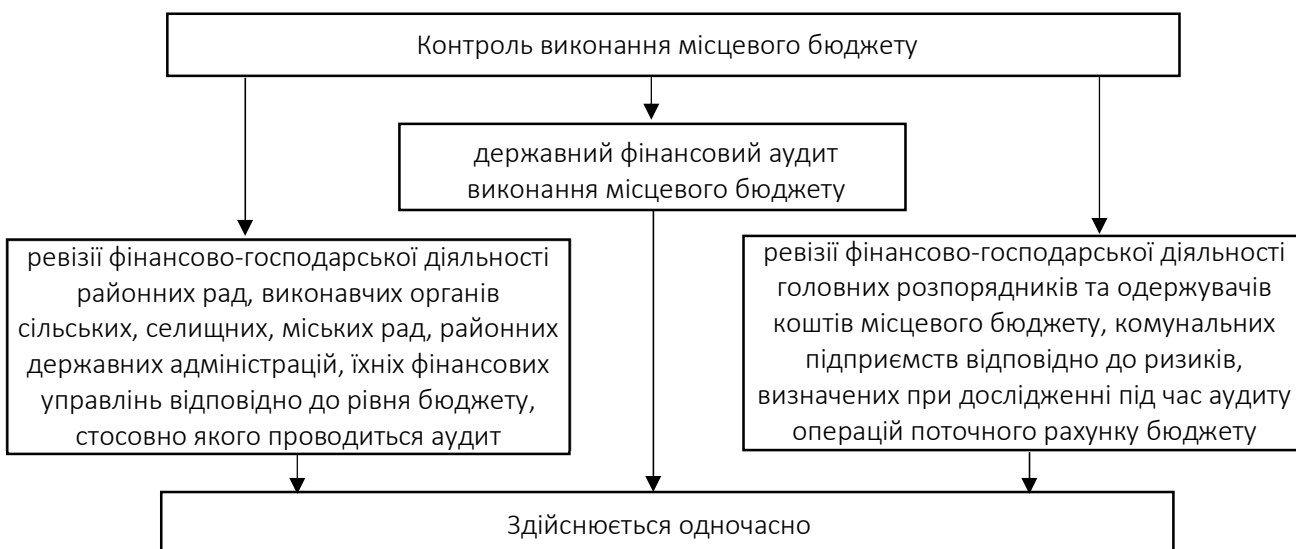 Контроль виконання місцевого бюджету
державний фінансовий аудит
виконання місцевого бюджету
ревізії фінансово-господарської діяльності
районних рад, виконавчих органів
сільських, селищних, міських рад, районних
державних адміністрацій, їхніх фінансових
управлінь відповідно до рівня бюджету,
стосовно якого проводиться аудит
ревізії фінансово-господарської діяльності
головних розпорядників та одержувачів
коштів місцевого бюджету, комунальних
підприємств відповідно до ризиків,
визначених при дослідженні під час аудиту
операцій поточного рахунку бюджету
Здійснюється одночасно